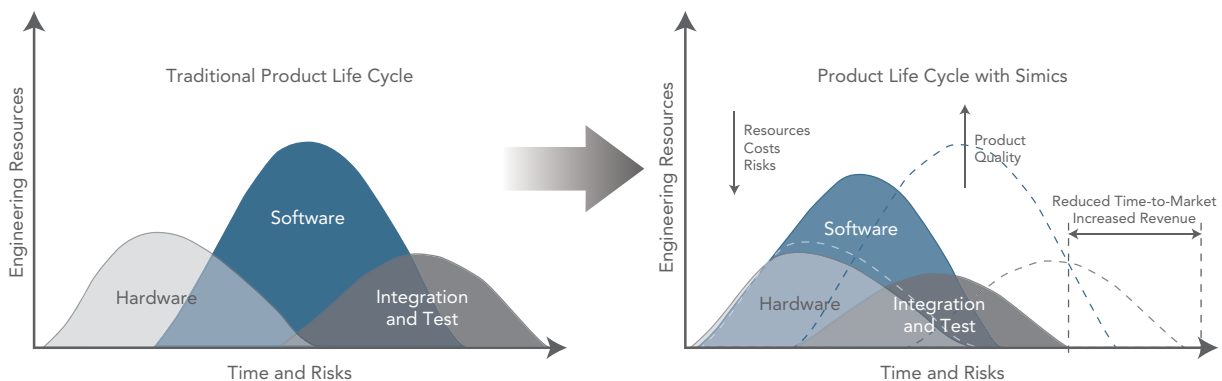 Traditional Product Life Cycle
Engineering Resources
Software
Hardware
Integration
and Test
Time and Risks
Product Life Cycle with Simics
Engineering Resources
Resources
Costs
Risks
Product
Quality
Reduced Time-to-Market
Increased Revenue
Software
Hardware
Integration
and Test
Time and Risks